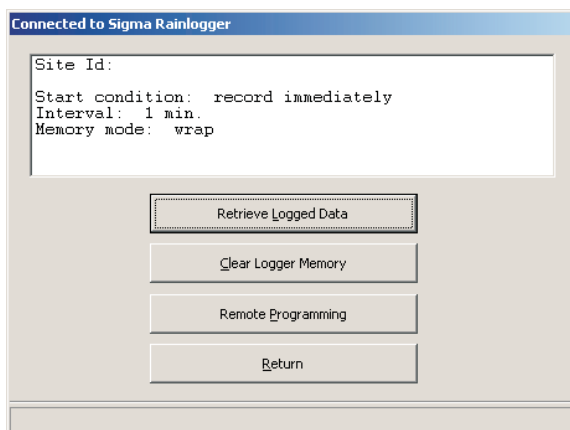 Connected to Sigma Rainlogger
Site Id:
Start condition:  record immediately
Interval:  1 min.
Memory mode:  wrap
Retrieve Logged Data
Clear Logger Memory
Remote Programming
Return